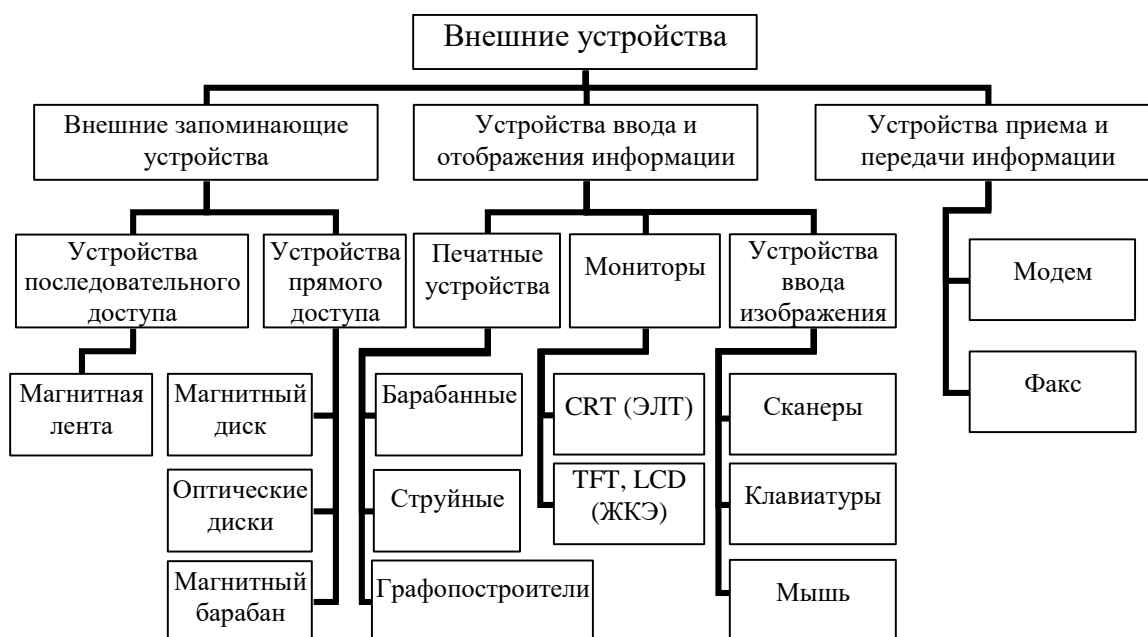 Внешние устройства
Внешние запоминающие
устройства
Устройства ввода и
отображения информации
Устройства приема и
передачи информации
Устройства
последовательного
доступа
Устройства
прямого
доступа
Печатные
устройства
Мониторы
Устройства
ввода
изображения
Модем
Факс
Магнитная
лента
Магнитный
диск
Оптические
диски
Магнитный
барабан
Барабанные
Струйные
Графопостроители
CRT (ЭЛТ)
TFT, LCD
(ЖКЭ)
Сканеры
Клавиатуры
Мышь